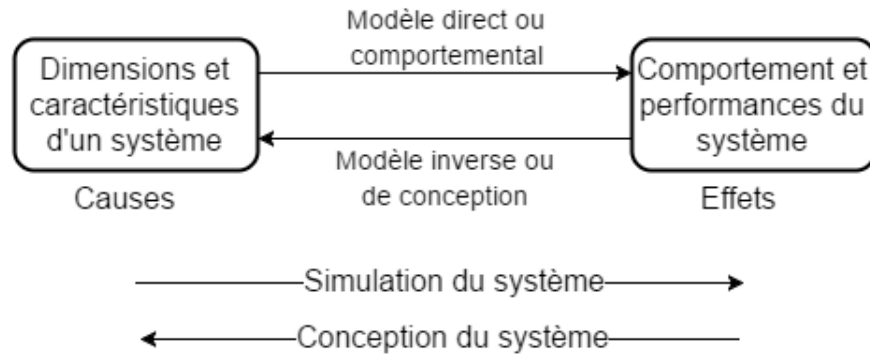 Modèle direct ou
comportemental
Dimensions et
caractéristiques
d'un système
Comportement et
performances du
système
Modèle inverse ou
de conception
Causes
Effets
Simulation du système
Conception du système